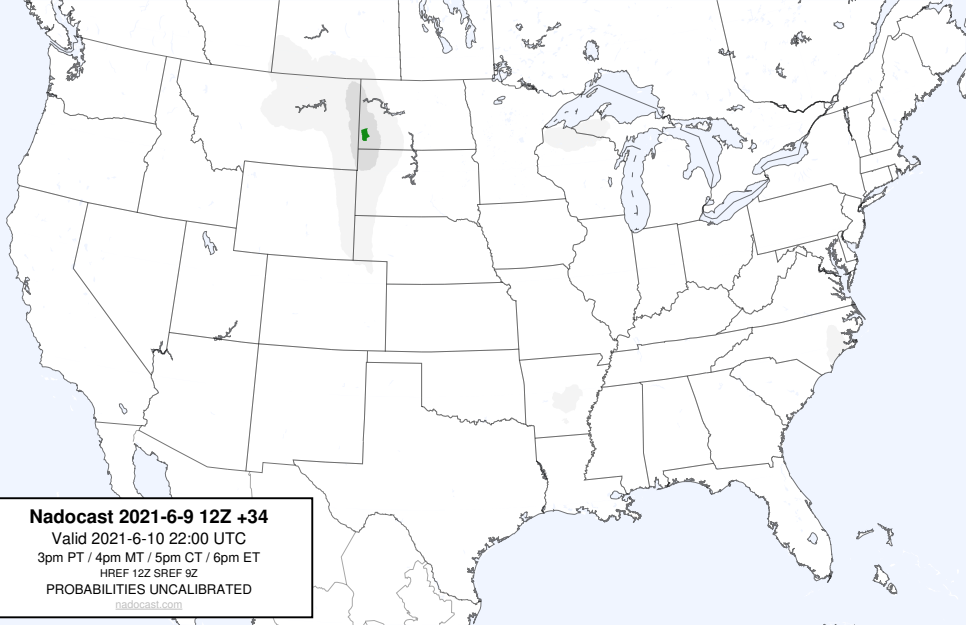 Nadocast 2021-6-9 12Z +34
Valid 2021-6-10 22:00 UTC
3pm PT / 4pm MT / 5pm CT / 6pm ET
HREF 12Z SREF 9Z
PROBABILITIES UNCALIBRATED
nadocast.com